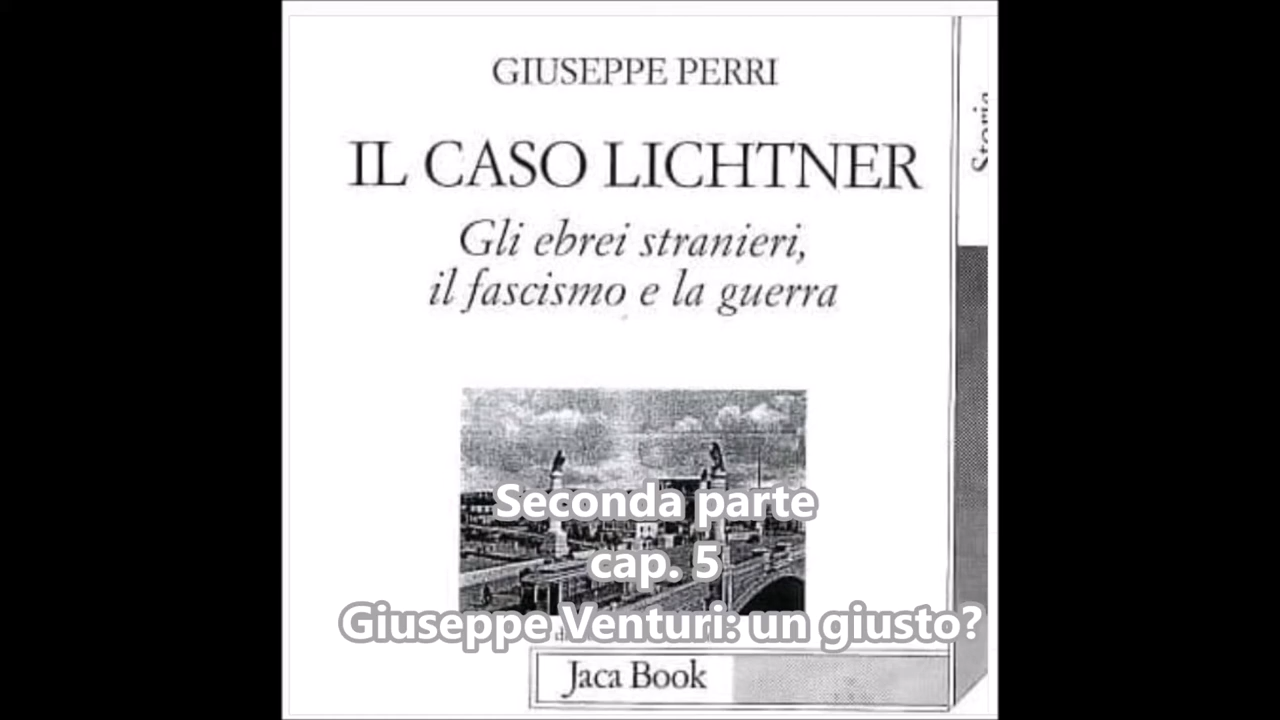 GIUSEPPE PERRI
Storia
IL CASO LICHTNER
Gli ebrei stranieri,
il fascismo e la guerra
Seconda parte
cap. 5
Giuseppe Venturi: un giusto?
Jaca Book